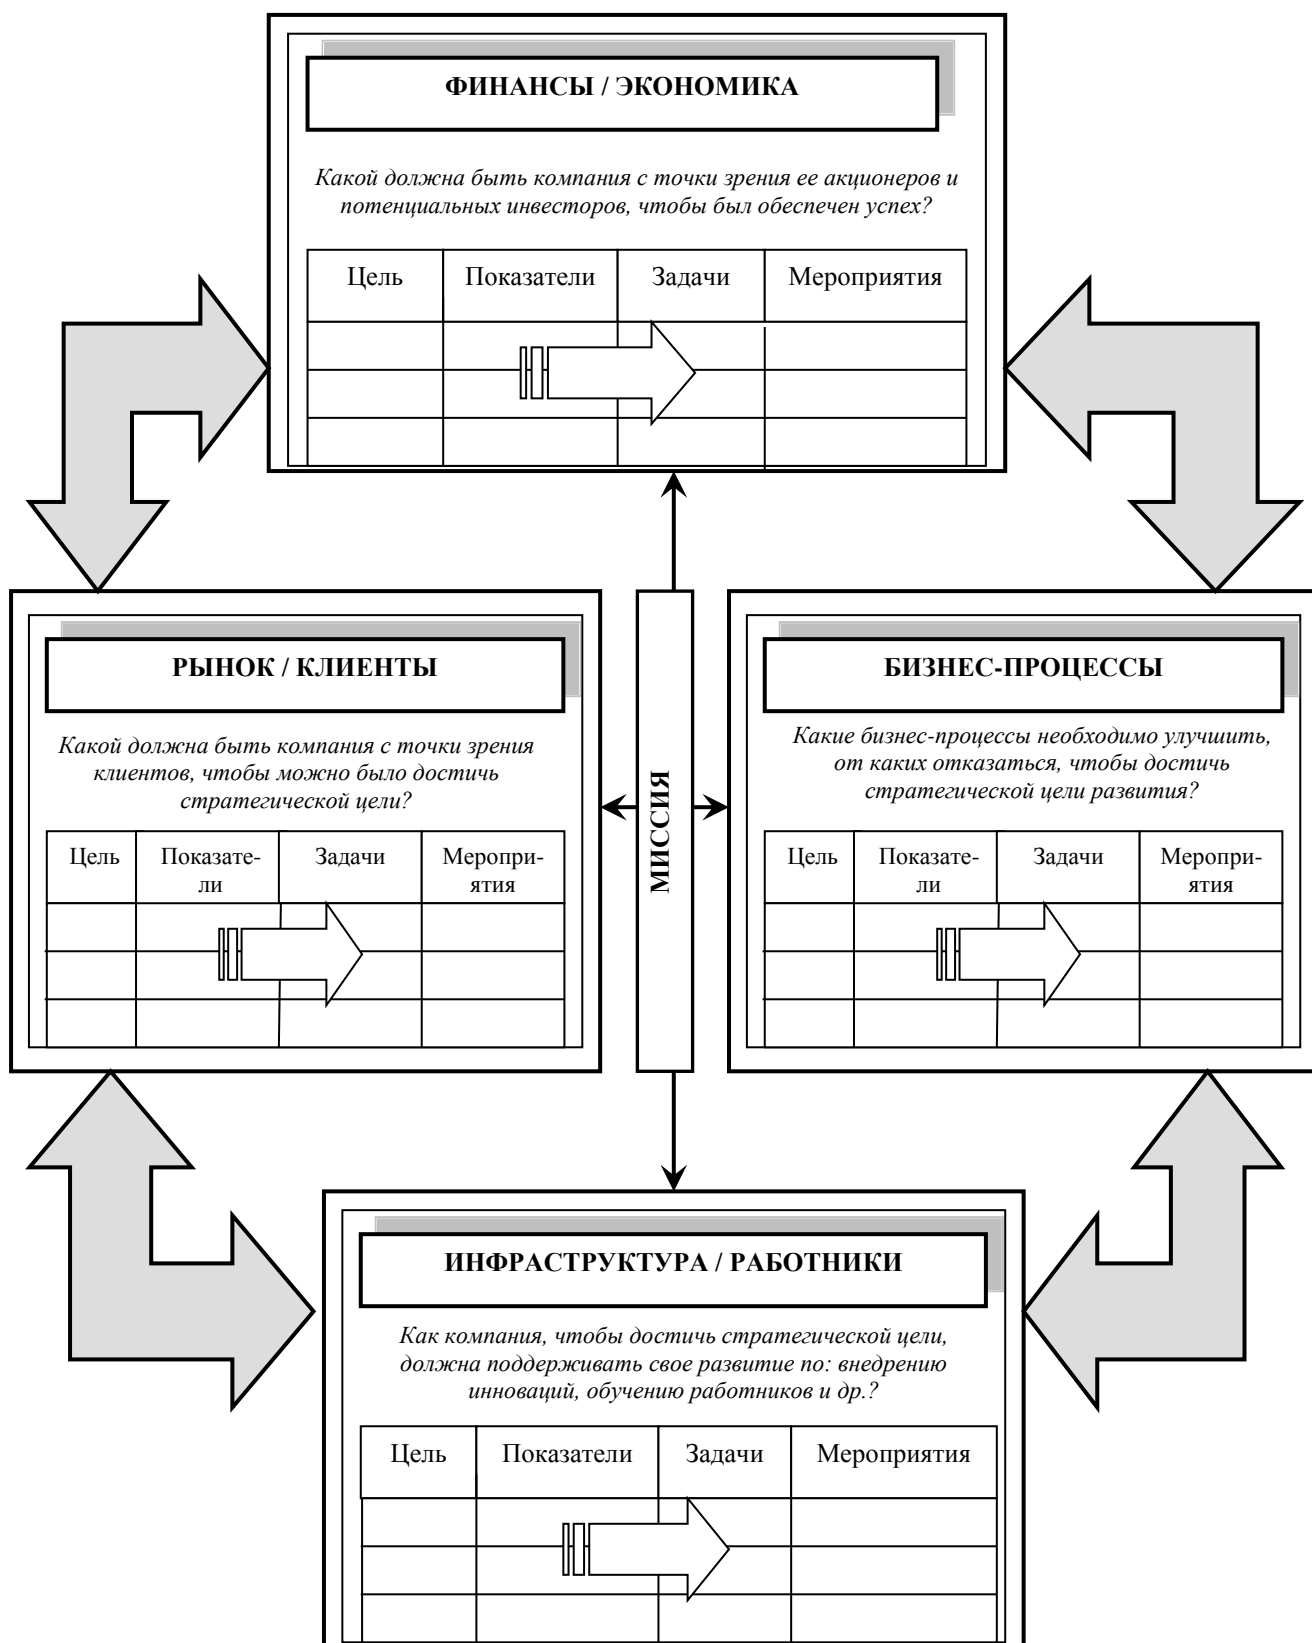 ФИНАНСЫ / ЭКОНОМИКА
Какой должна быть компания с точки зрения ее акционеров и
потенциальных инвесторов, чтобы был обеспечен успех?
Цель Показатели Задачи Мероприятия
РЫНОК / КЛИЕНТЫ
Какой должна быть компания с точки зрения
клиентов, чтобы можно было достичь
стратегической цели?
Цель Показате- Задачи Меропри-
ли ятия
МИССИЯ
БИЗНЕС-ПРОЦЕССЫ
Какие бизнес-процессы необходимо улучшить,
от каких отказаться, чтобы достичь
стратегической цели развития?
Цель Показате- Задачи Меропри-
ли ятия
ИНФРАСТРУКТУРА / РАБОТНИКИ
Как компания, чтобы достичь стратегической цели,
должна поддерживать свое развитие по: внедрению
инноваций, обучению работников и др.?
Цель Показатели Задачи Мероприятия